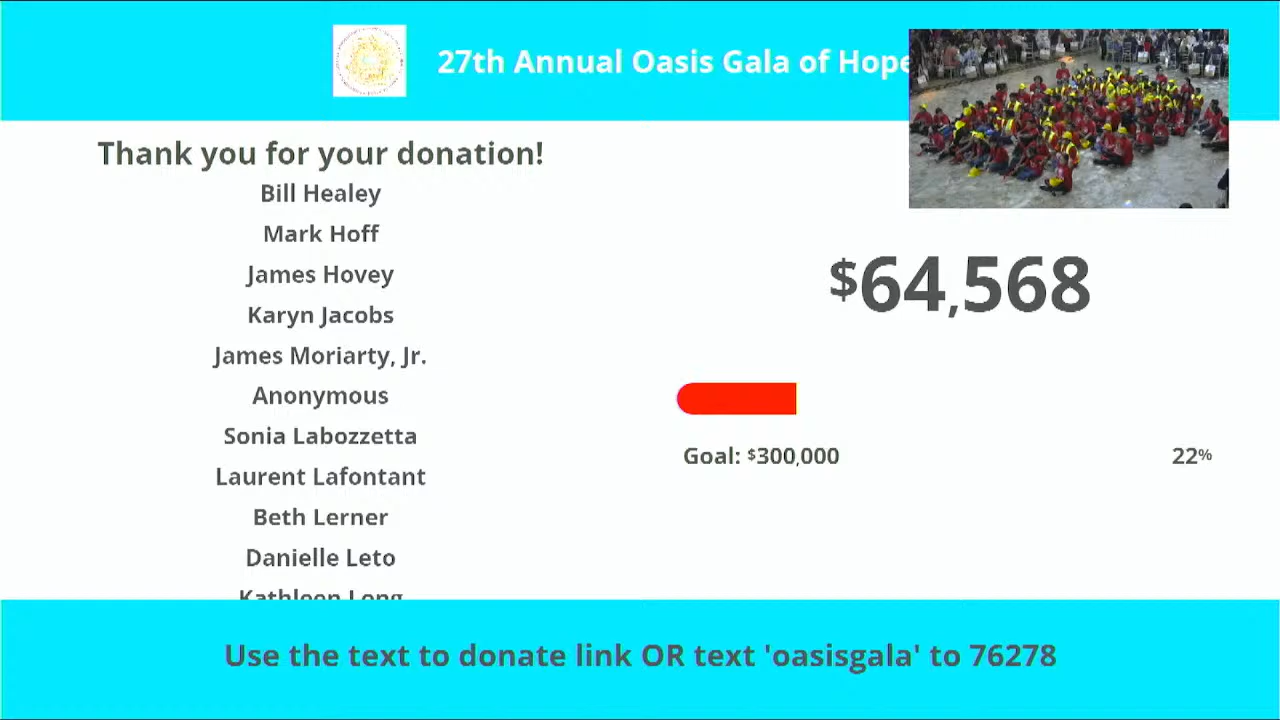 27th Annual Oasis Gala of Hope
Thank you for your donation!
Bill Healey
Mark Hoff
James Hovey
Karyn Jacobs
James Moriarty, Jr.
Anonymous
Sonia Labozzetta
Laurent Lafontant
Beth Lerner
Danielle Leto
Kathleen Long
$64,568
Goal: $300,000
22%
Use the text to donate link OR text 'oasisgala' to 76278